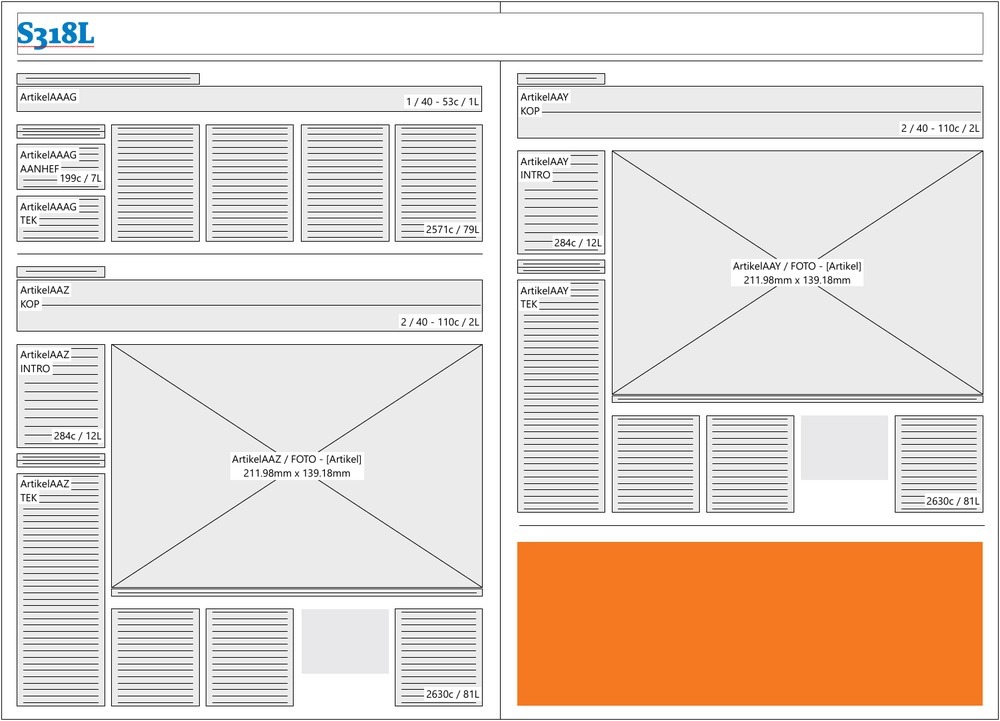 S318L
ArtikelAAAG
1 / 40 - 53c / 1L
ArtikelAAAG
AANHEF
199c / 7L
ArtikelAAAG
TEK
2571c / 79L
ArtikelAAZ
KOP
2 / 40 - 110c / 2L
ArtikelAAZ
INTRO
284c / 12L
ArtikelAAZ / FOTO - [Artikel]
211.98mm x 139.18mm
ArtikelAAZ
TEK
2630c / 81L
ArtikelAAY
KOP
2 / 40 - 110c / 2L
ArtikelAAY
INTRO
284c / 12L
ArtikelAAY / FOTO - [Artikel]
211.98mm x 139.18mm
ArtikelAAY
TEK
2630c / 81L